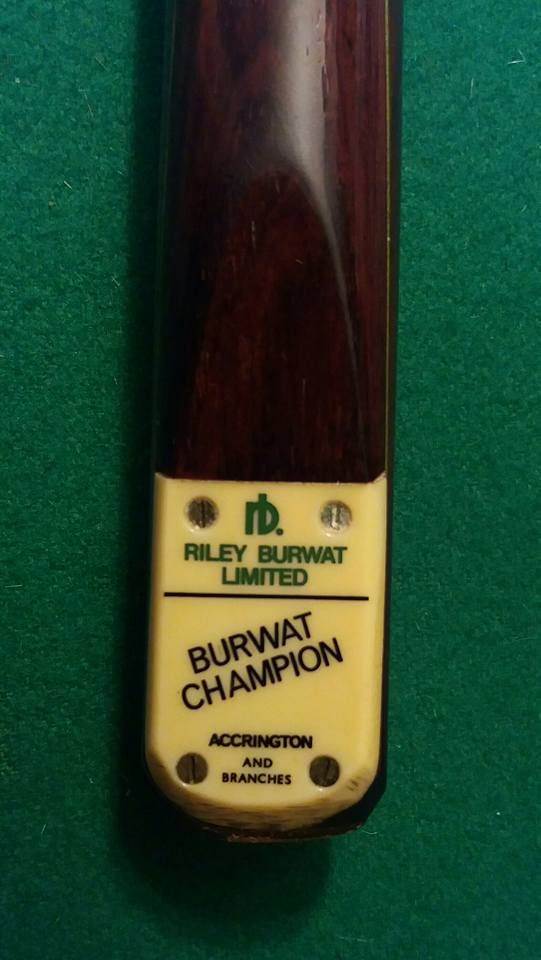 rb.
RILEY BURWAT
LIMITED
BURWAT
CHAMPION
ACCRINGTON
AND
BRANCHES